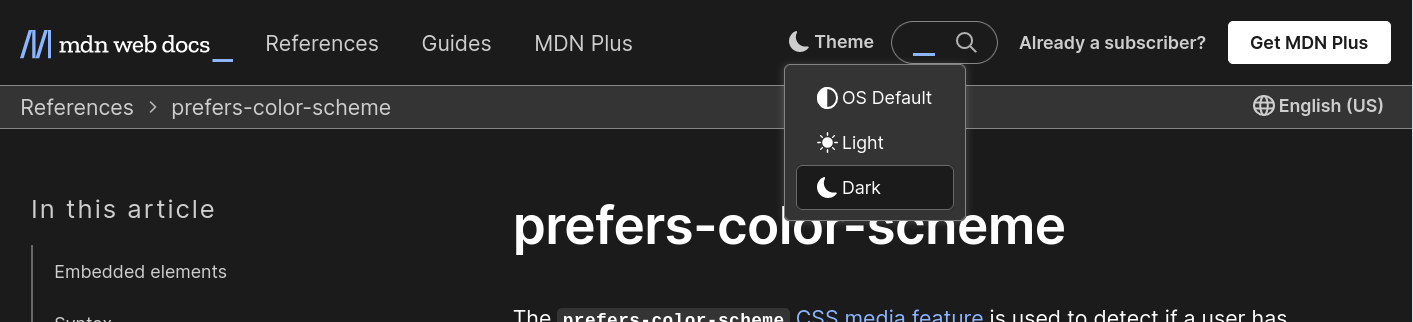 mdn web docs_
References
Guides
MDN Plus
Theme
Already a subscriber?
Get MDN Plus
References > prefers-color-scheme
English (US)
OS Default
Light
Dark
In this article
Embedded elements
Syntax
prefers-color-scheme
The prefers-color-scheme CSS media feature is used to detect if a user has